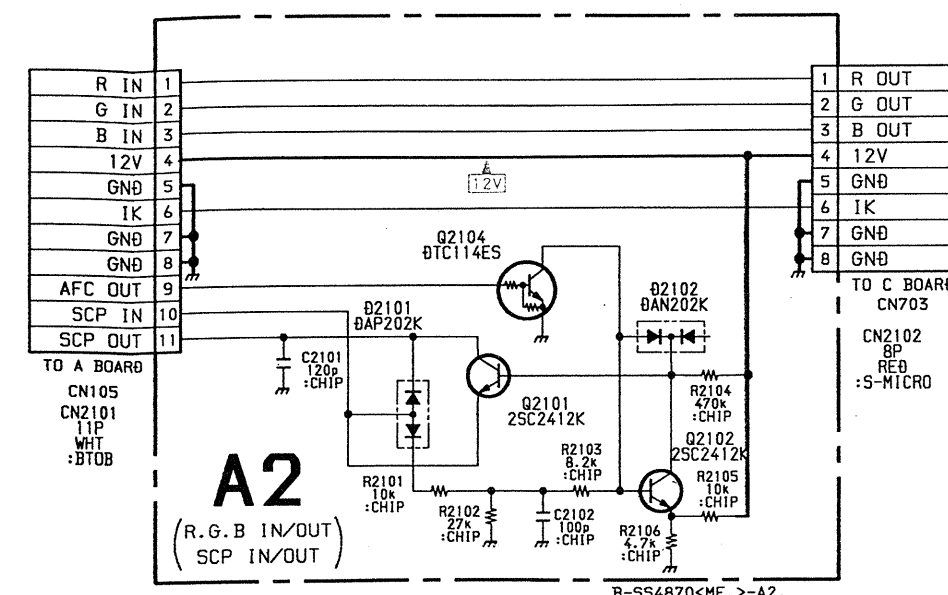 R IN 1
G IN 2
B IN 3
12V 4
GND 5
IK 6
GND 7
GND 8
AFC OUT 9
SCP IN 10
SCP OUT 11
TO A BOARD
CN105
CN2101
11P
WHT
:BTOB
1 R OUT
2 G OUT
3 B OUT
4 12V
5 GND
6 IK
7 GND
8 GND
TO C BOARD
CN703
CN2102
8P
RED
:S-MICRO
12V
Q2104
DTC114ES
D2101
DAP202K
D2102
DAN202K
C2101
120p
:CHIP
Q2101
2SC2412K
R2104
470k
:CHIP
Q2102
2SC2412K
R2103
8.2k
:CHIP
R2105
10k
:CHIP
R2101
10k
:CHIP
R2102
27k
:CHIP
C2102
100p
:CHIP
R2106
4.7k
:CHIP
A2
(R.G.B IN/OUT)
SCP IN/OUT
B-SS4870<ME >-A2